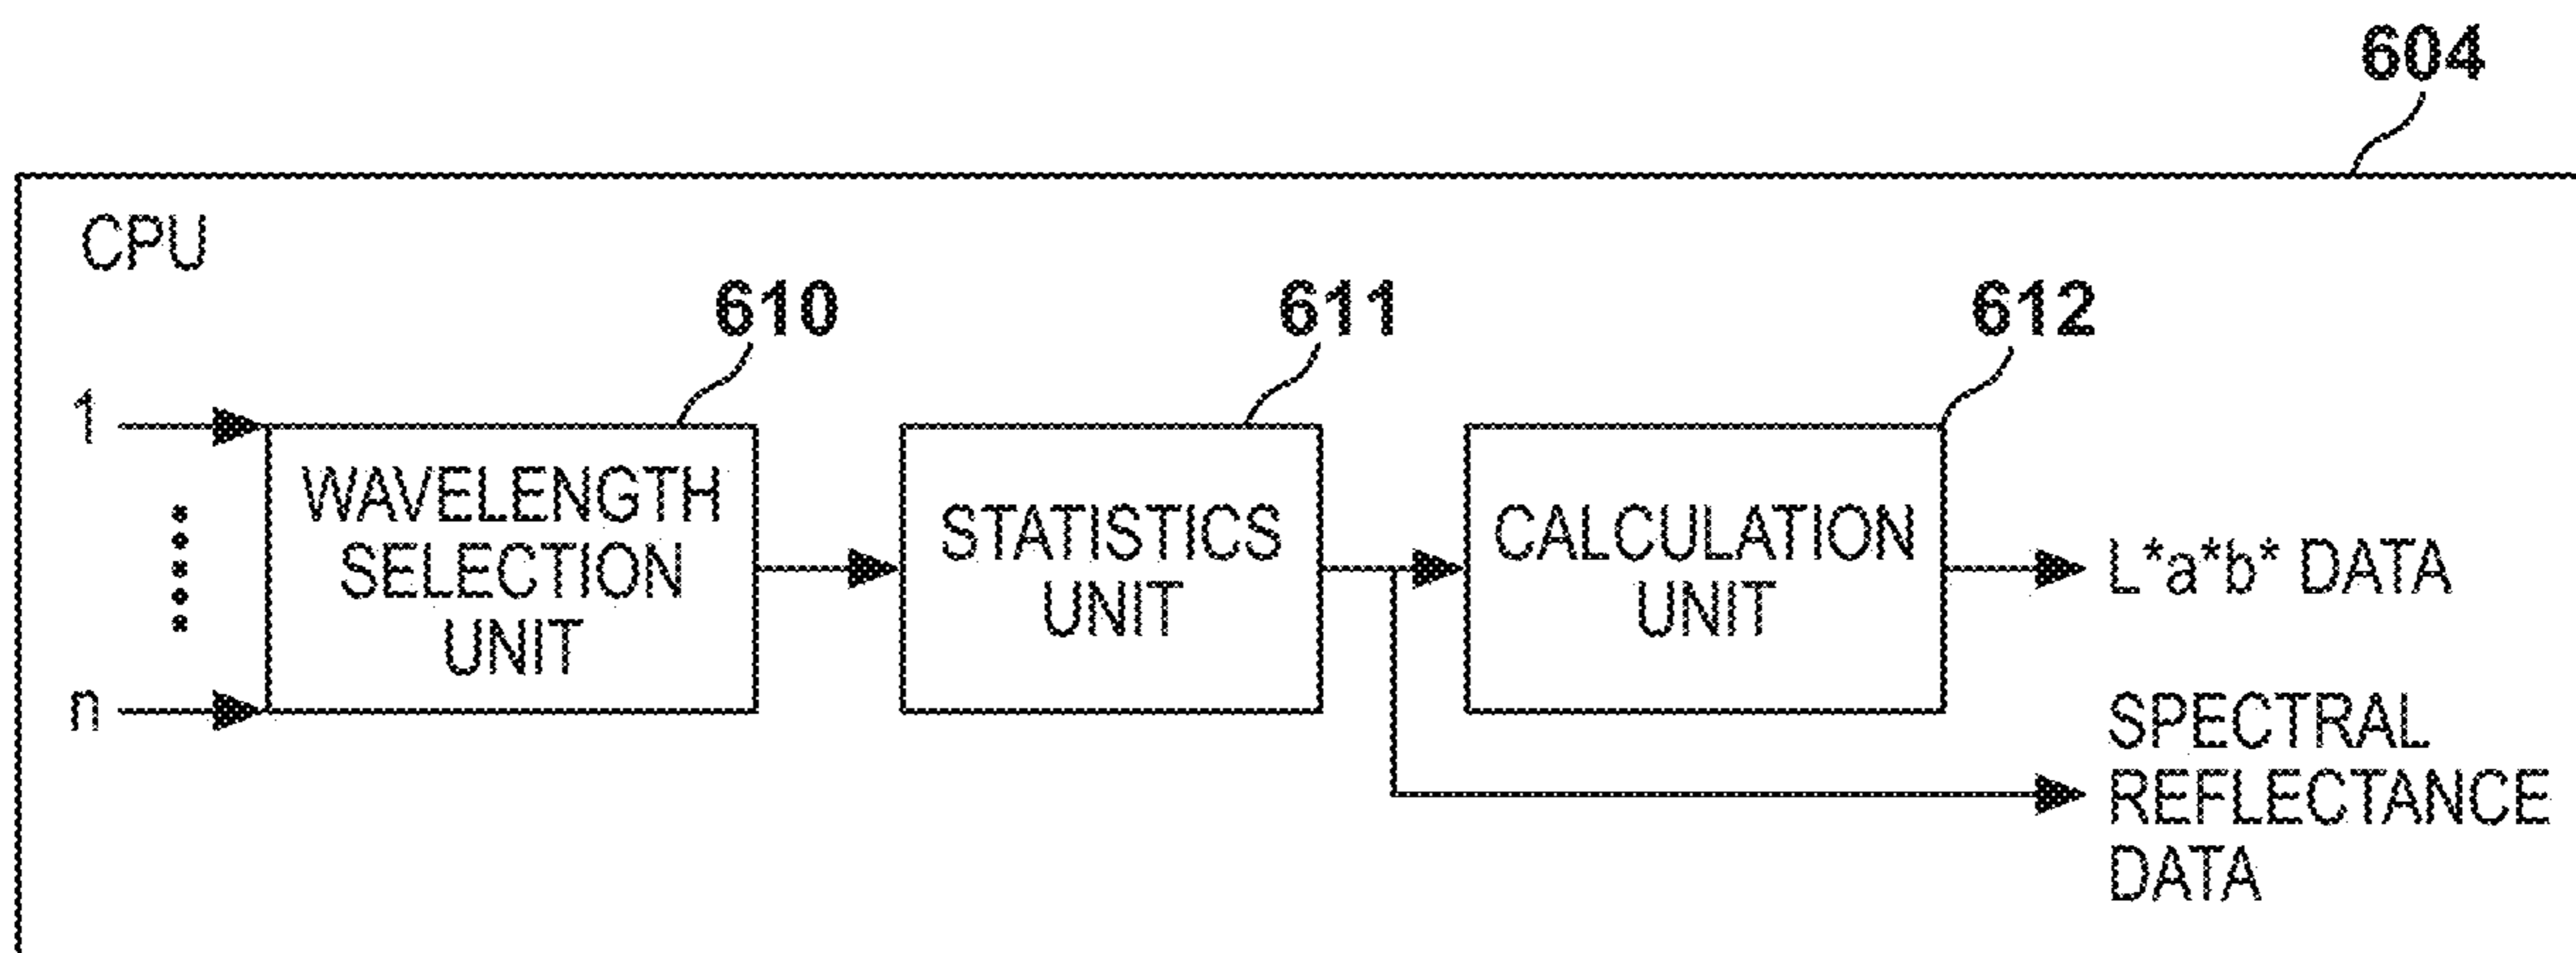 604
CPU
610
611
612
1
WAVELENGTH
SELECTION
UNIT
STATISTICS
UNIT
CALCULATION
UNIT
L*a*b* DATA
n
SPECTRAL
REFLECTANCE
DATA